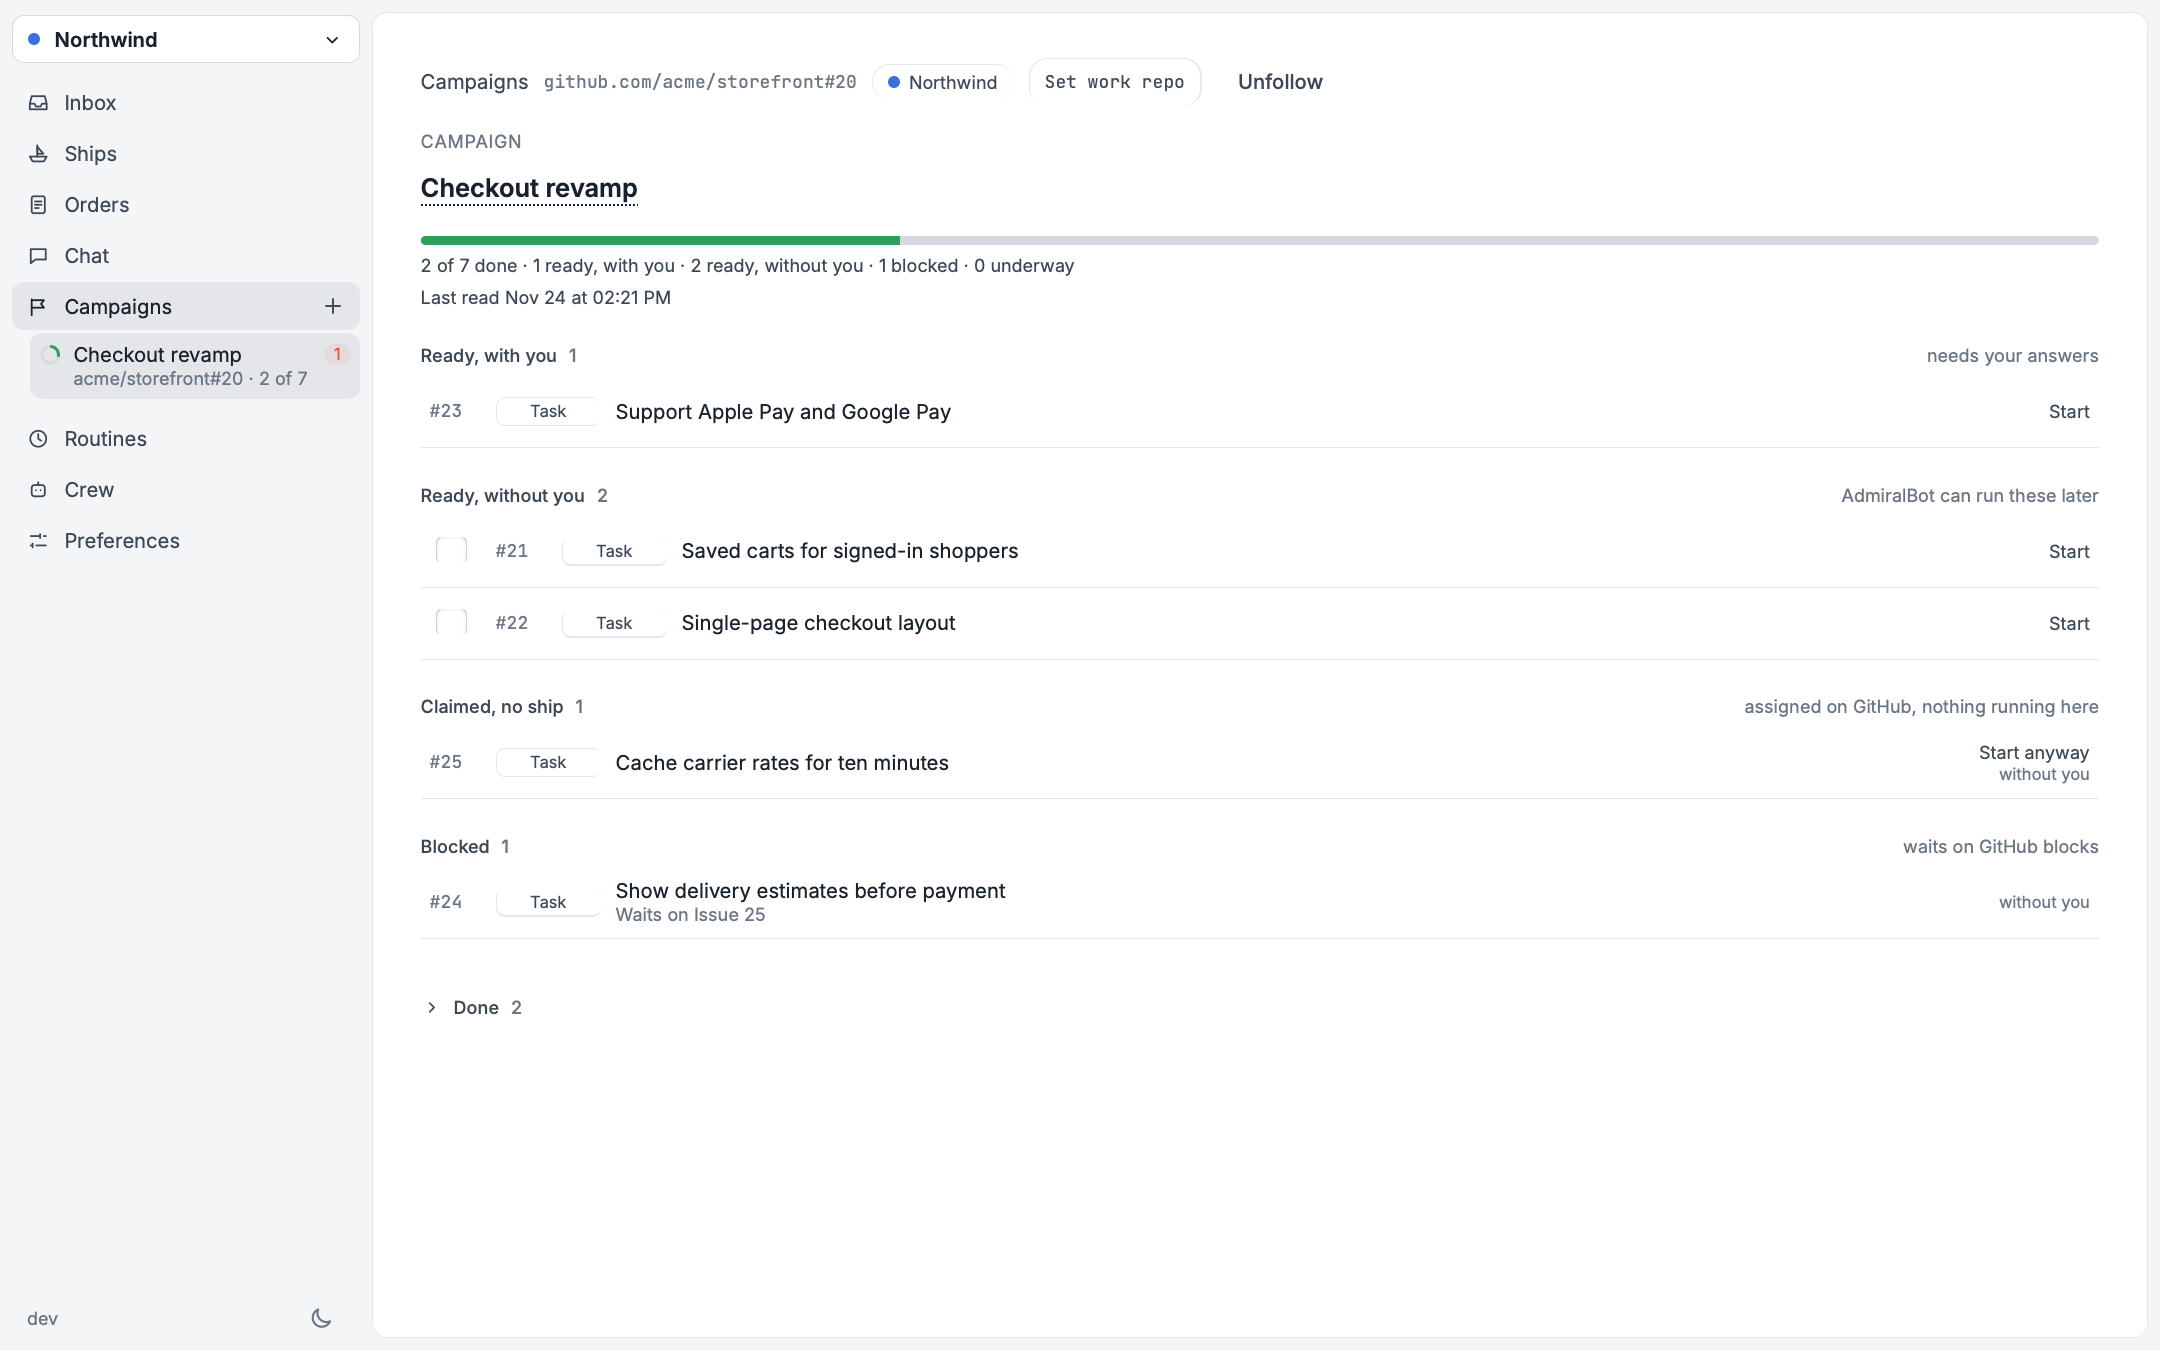 Northwind
Inbox
Ships
Orders
Chat
Campaigns
Checkout revamp 1
acme/storefront#20 · 2 of 7
Routines
Crew
Preferences
dev
Campaigns github.com/acme/storefront#20 Northwind Set work repo Unfollow
CAMPAIGN
Checkout revamp
2 of 7 done · 1 ready, with you · 2 ready, without you · 1 blocked · 0 underway
Last read Nov 24 at 02:21 PM
Ready, with you 1 needs your answers
#23 Task Support Apple Pay and Google Pay Start
Ready, without you 2 AdmiralBot can run these later
#21 Task Saved carts for signed-in shoppers Start
#22 Task Single-page checkout layout Start
Claimed, no ship 1 assigned on GitHub, nothing running here
#25 Task Cache carrier rates for ten minutes Start anyway
without you
Blocked 1 waits on GitHub blocks
#24 Task Show delivery estimates before payment without you
Waits on Issue 25
Done 2